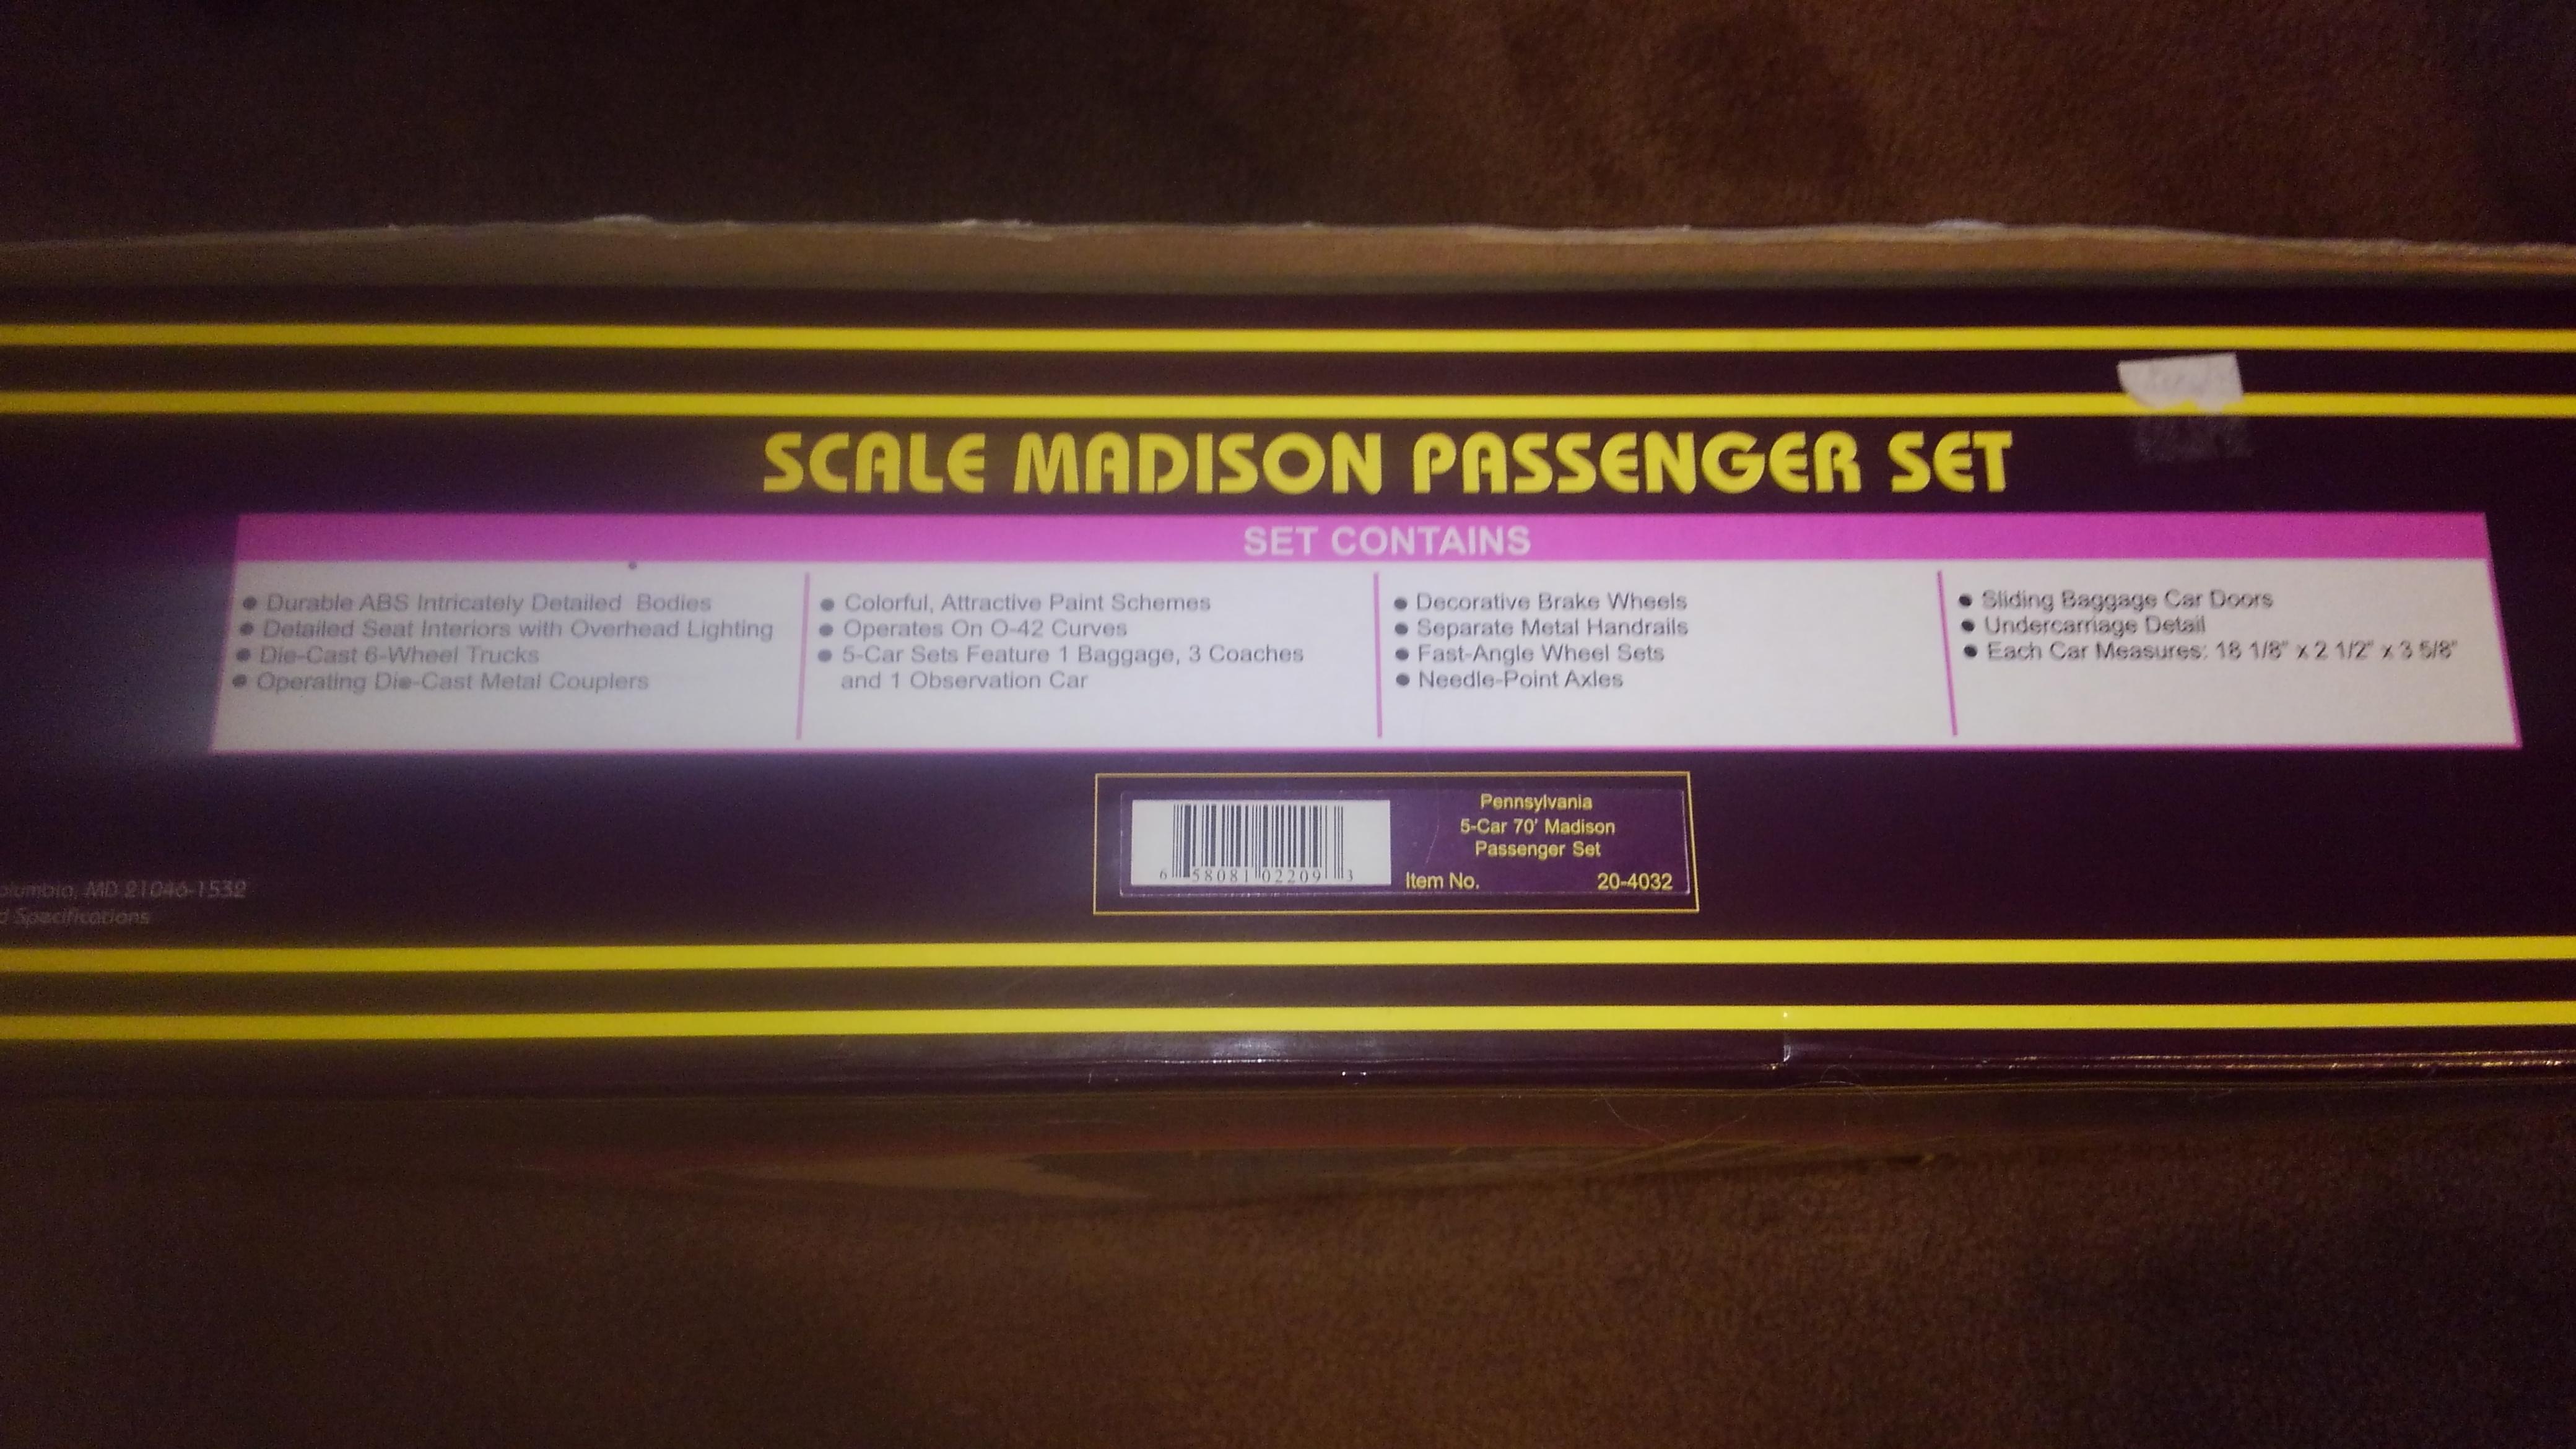 SCALE MADISON PASSENGER SET
SET CONTAINS
● Durable ABS Intricately Detailed Bodies
● Detailed Seat Interiors with Overhead Lighting
● Die-Cast 6-Wheel Trucks
● Operating Die-Cast Metal Couplers
● Colorful, Attractive Paint Schemes
● Operates On O-42 Curves
● 5-Car Sets Feature 1 Baggage, 3 Coaches
and 1 Observation Car
● Decorative Brake Wheels
● Separate Metal Handrails
● Fast-Angle Wheel Sets
● Needle-Point Axles
● Sliding Baggage Car Doors
● Undercarriage Detail
● Each Car Measures: 18 1/8" x 2 1/2" x 3 5/8"
6 58081 02209 3
Pennsylvania
5-Car 70' Madison
Passenger Set
Item No. 20-4032
olumbia, MD 21046-1532
d Specifications